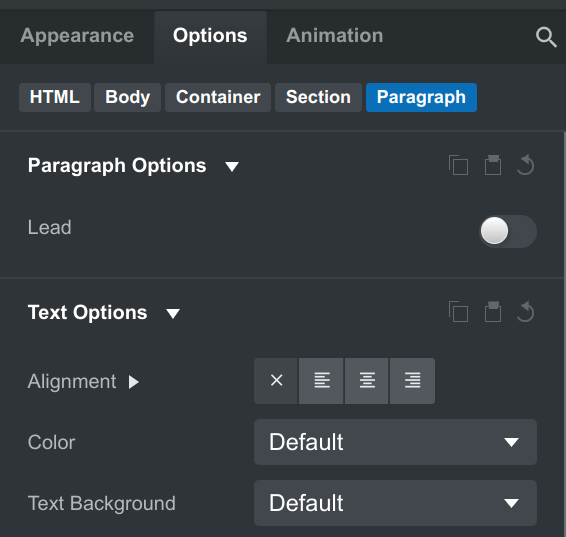 Appearance Options Animation
HTML Body Container Section Paragraph
Paragraph Options
Lead
Text Options
Alignment
Color Default
Text Background Default